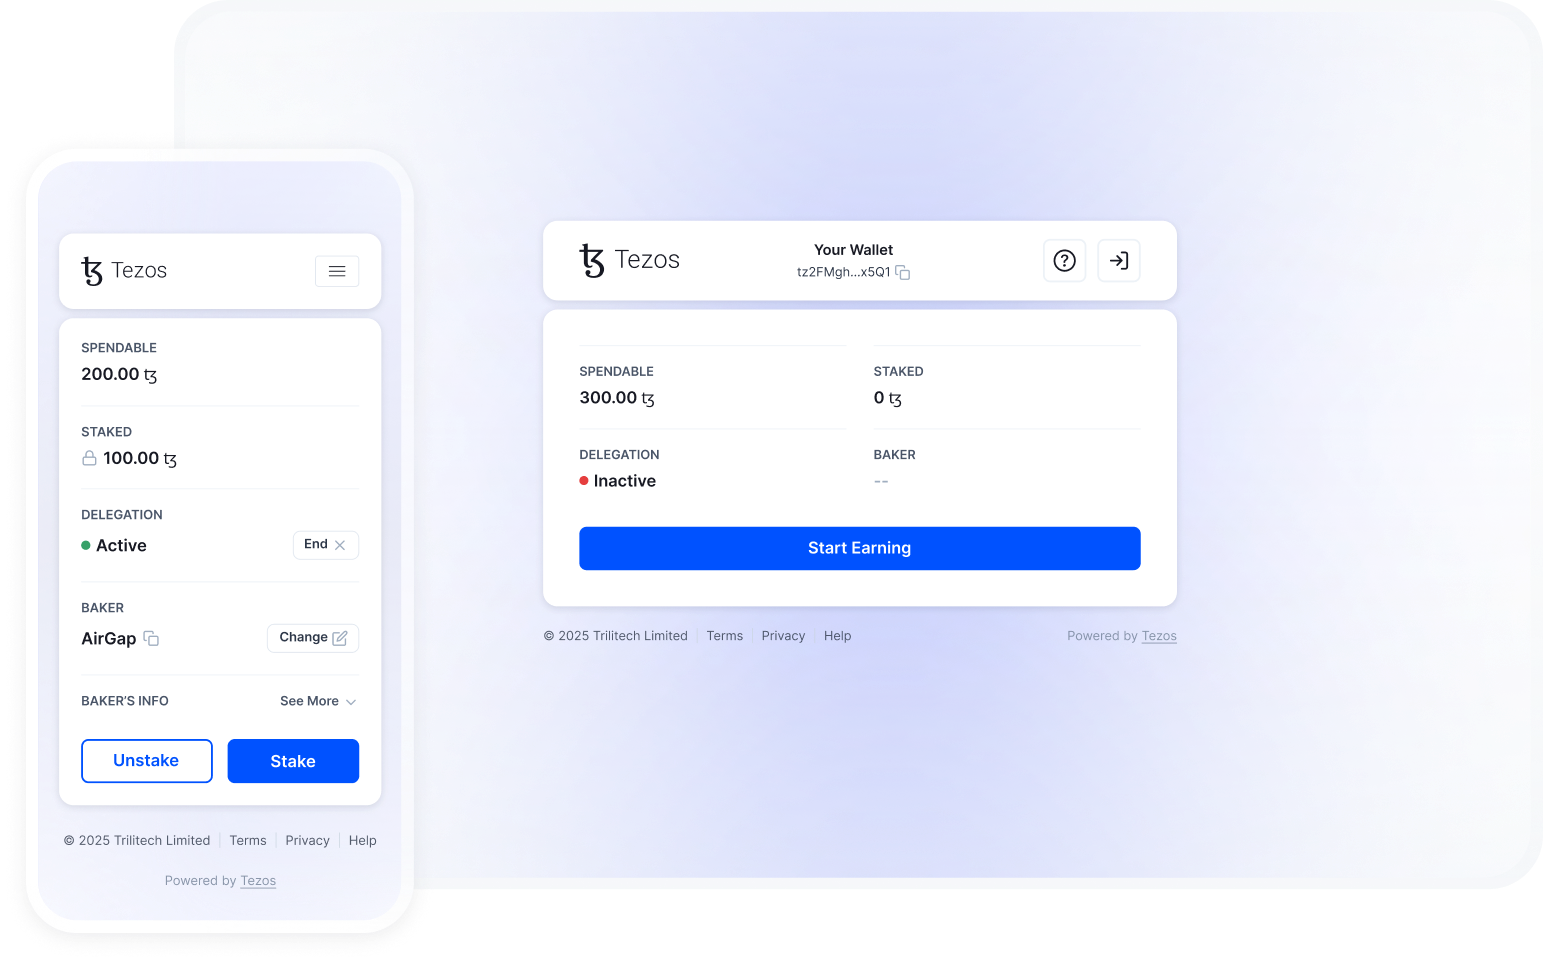 ꜩ Tezos
SPENDABLE
200.00 ꜩ
STAKED
100.00 ꜩ
DELEGATION
Active
End
BAKER
AirGap
Change
BAKER'S INFO
See More
Unstake
Stake
© 2025 Trilitech Limited
Terms
Privacy
Help
Powered by Tezos
ꜩ Tezos
Your Wallet
tz2FMgh...x5Q1
SPENDABLE
300.00 ꜩ
STAKED
0 ꜩ
DELEGATION
Inactive
BAKER
--
Start Earning
© 2025 Trilitech Limited
Terms
Privacy
Help
Powered by Tezos